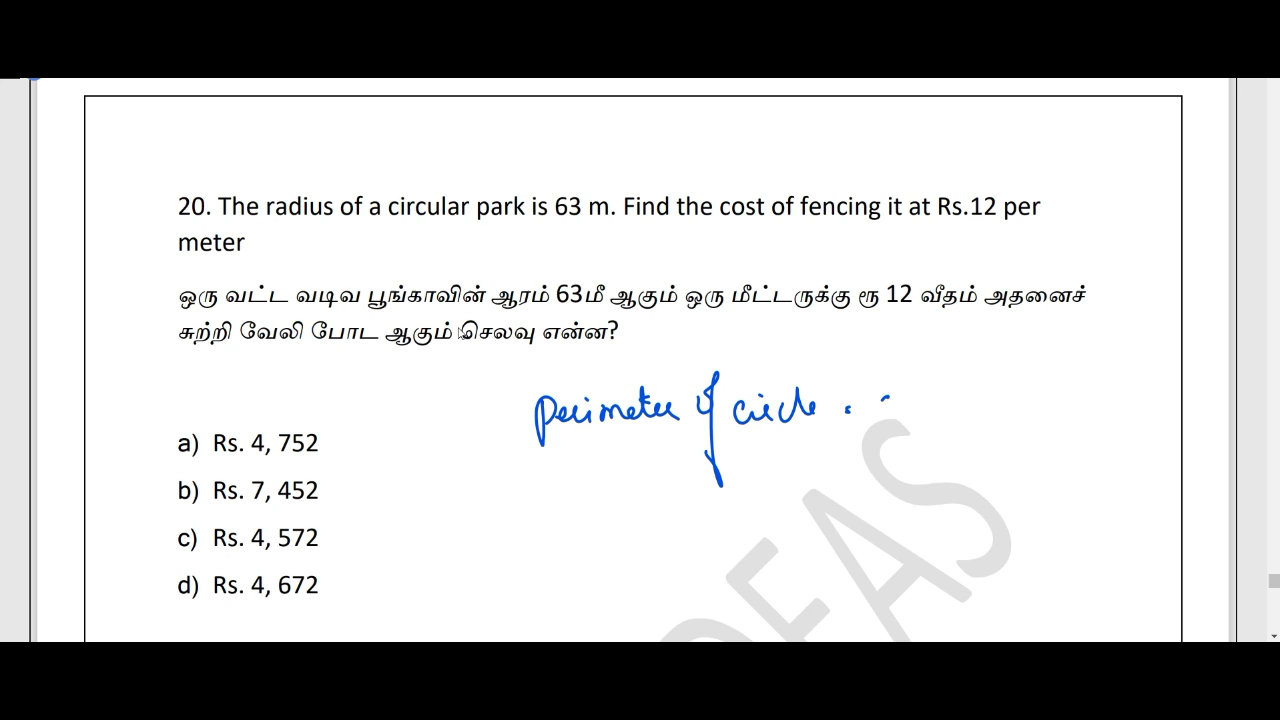 20. The radius of a circular park is 63 m. Find the cost of fencing it at Rs.12 per
meter
ஒரு வட்ட வடிவ பூங்காவின் ஆரம் 63மீ ஆகும் ஒரு மீட்டருக்கு ரூ 12 வீதம் அதனைச்
சுற்றி வேலி போட ஆகும் செலவு என்ன?
perimeter of circle
a) Rs. 4, 752
b) Rs. 7, 452
c) Rs. 4, 572
d) Rs. 4, 672